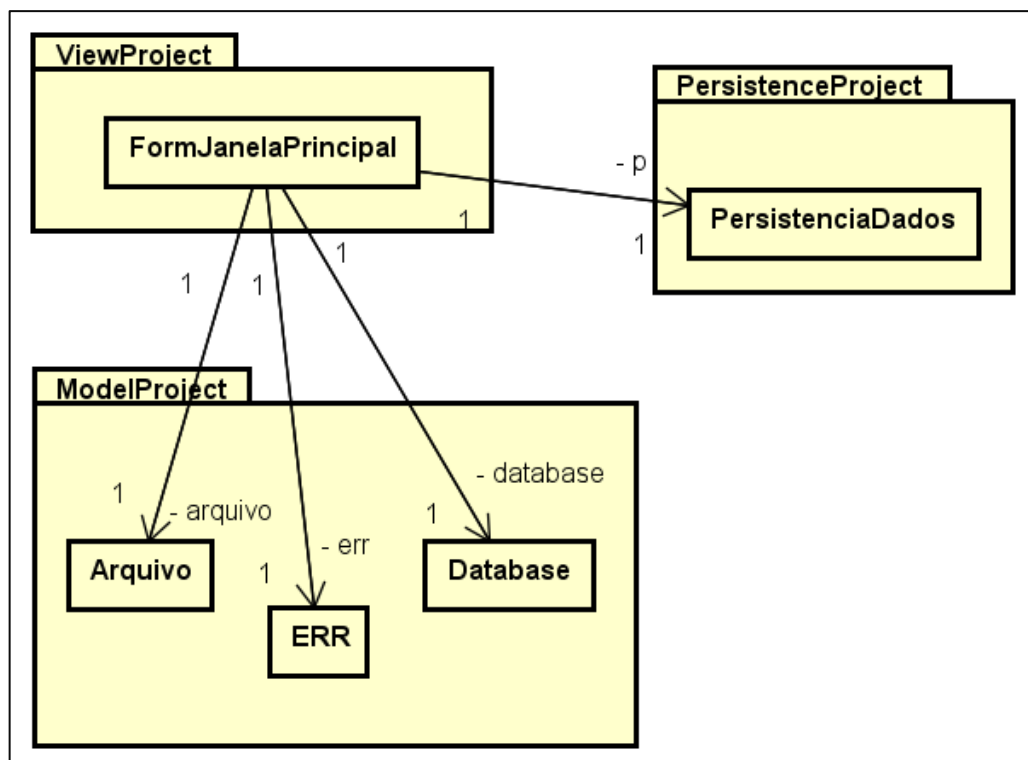 ViewProject
FormJanelaPrincipal
PersistenceProject
- p
PersistenciaDados
1
1
1
1
1
ModelProject
- database
1
- arquivo
1
Arquivo
- err
1
Database
ERR